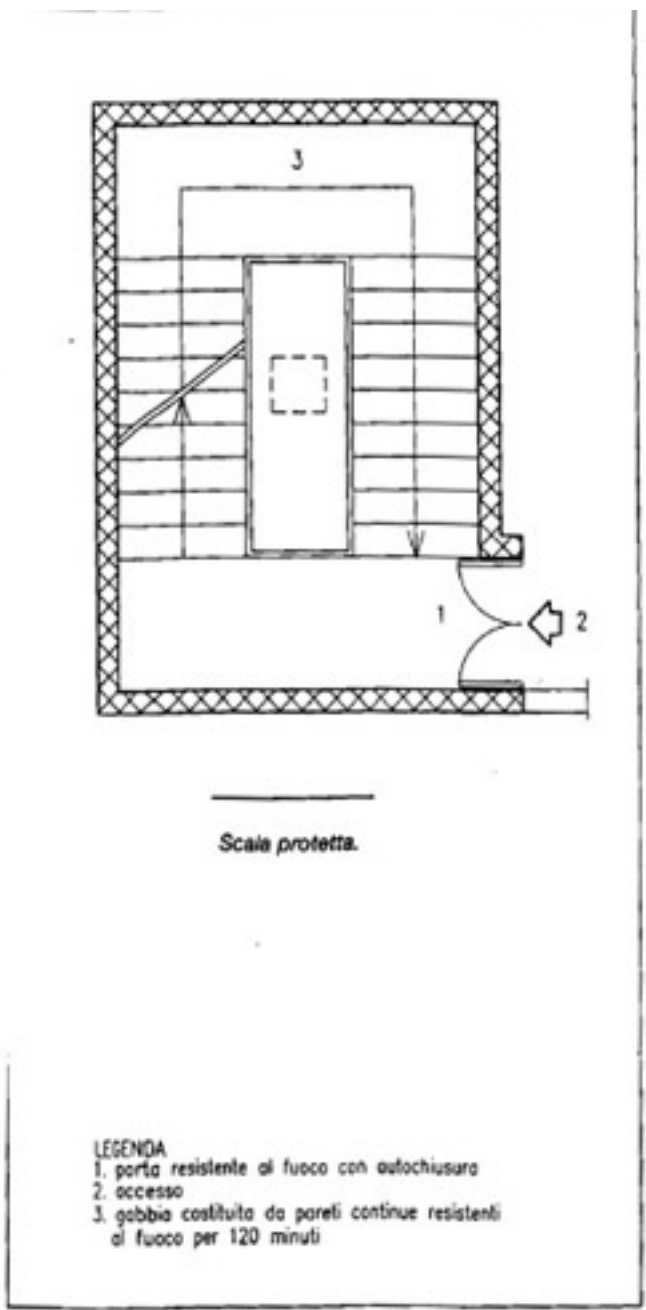 3
1
2
Scala protetta.
LEGENDA
1. porta resistente al fuoco con autochiusura
2. accesso
3. gabbia costituita da pareti continue resistenti
al fuoco per 120 minuti